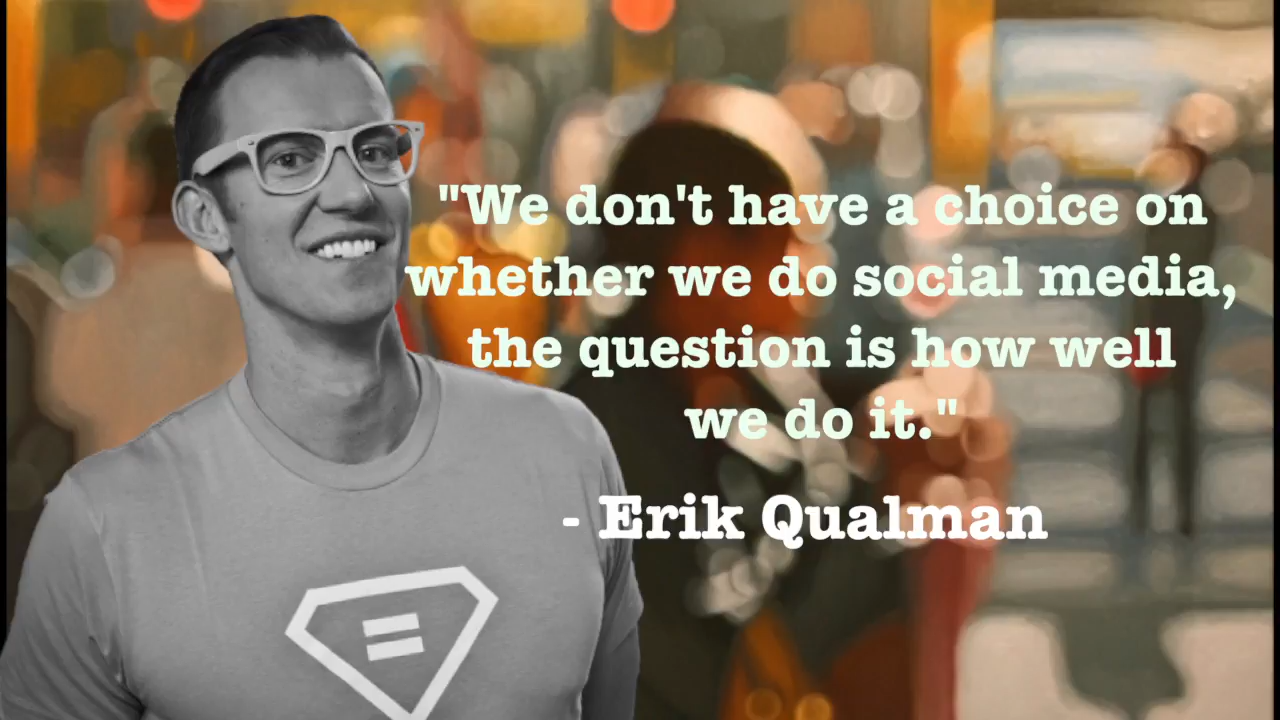 "We don't have a choice on
whether we do social media,
the question is how well
we do it."
- Erik Qualman